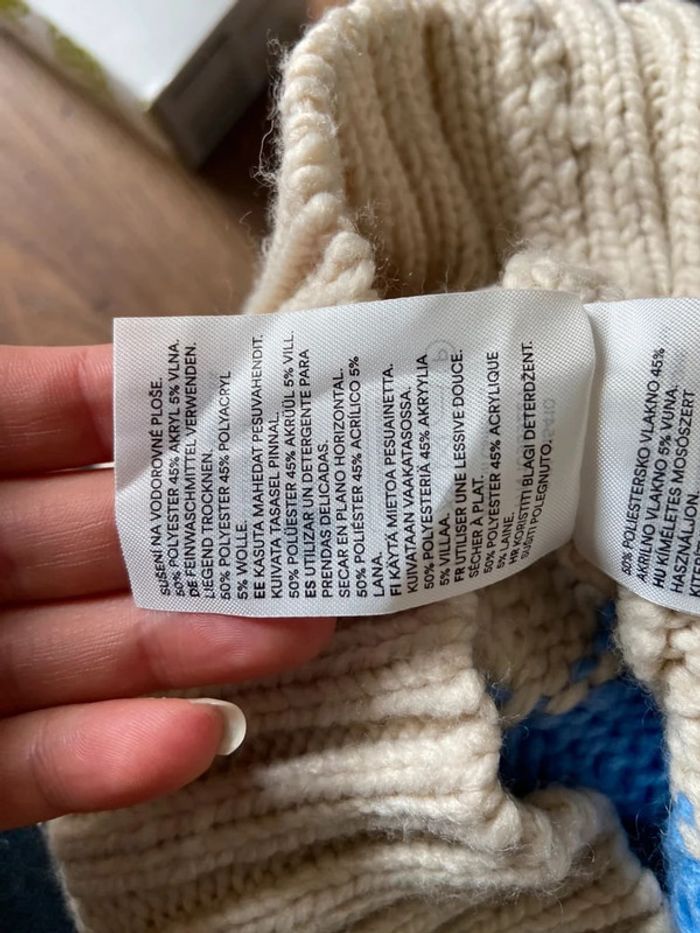 SUŠENÍ NA VODOROVNÉ PLOŠE.
50% POLYESTER 45% AKRYL 5% VLNA.
DE FEINWASCHMITTEL VERWENDEN.
LIEGEND TROCKNEN.
50% POLYESTER 45% POLYACRYL
5% WOLLE.
EE KASUTA MAHEDAT PESUVAHENDIT.
KUIVATA TASASEL PINNAL.
50% POLÜESTER 45% AKRÜÜL 5% VILL.
ES UTILIZAR UN DETERGENTE PARA
PRENDAS DELICADAS.
SECAR EN PLANO HORIZONTAL.
50% POLIÉSTER 45% ACRÍLICO 5%
LANA.
FI KÄYTÄ MIETOA PESUAINETTA.
KUIVATAAN VAAKATASOSSA.
50% POLYESTERIÄ 45% AKRYYLIA
5% VILLAA.
FR UTILISER UNE LESSIVE DOUCE.
SÉCHER À PLAT.
50% POLYESTER 45% ACRYLIQUE
5% LAINE.
HR KORISTITI BLAGI DETERDŽENT.
SUŠITI POLEGNUTO.
POLIESTERSKO VLAKNO 45%
AKRILNO VLAKNO 5% VUNA.
HU KÍMÉLETES MOSÓSZERT